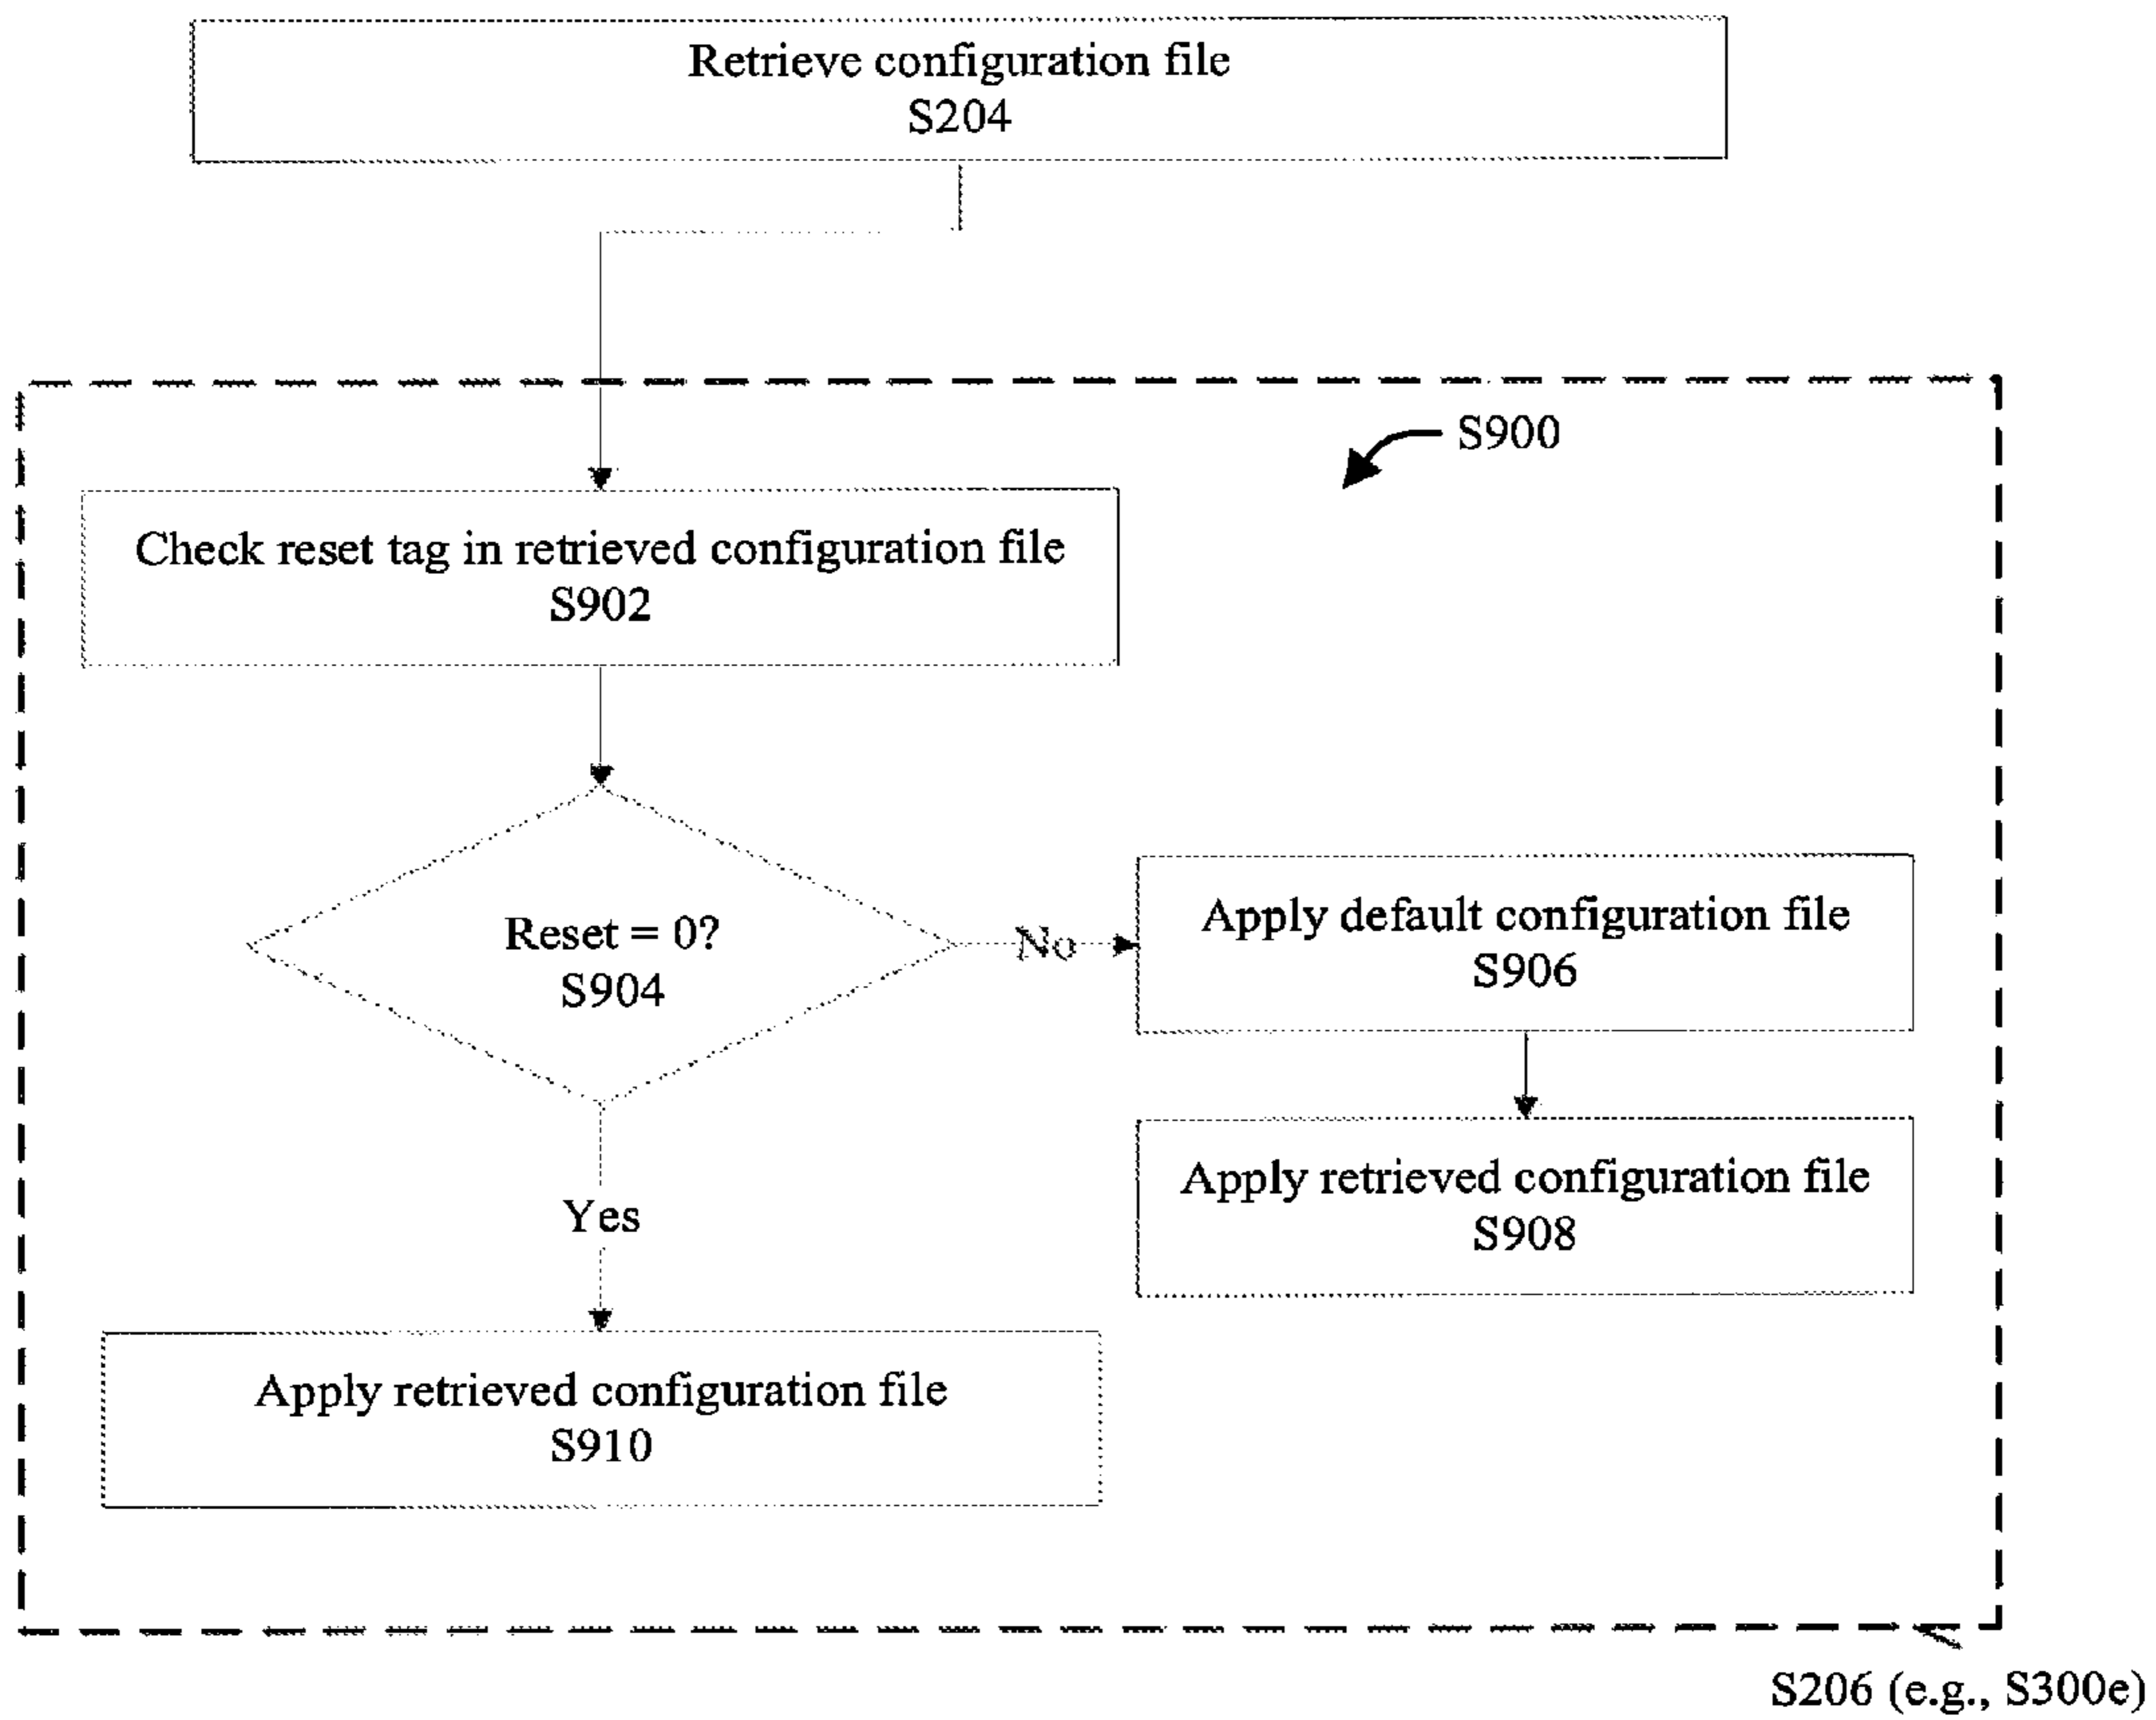 Retrieve configuration file
S204
S900
Check reset tag in retrieved configuration file
S902
Reset = 0?
S904
No
Apply default configuration file
S906
Apply retrieved configuration file
S908
Yes
Apply retrieved configuration file
S910
S206 (e.g., S300e)